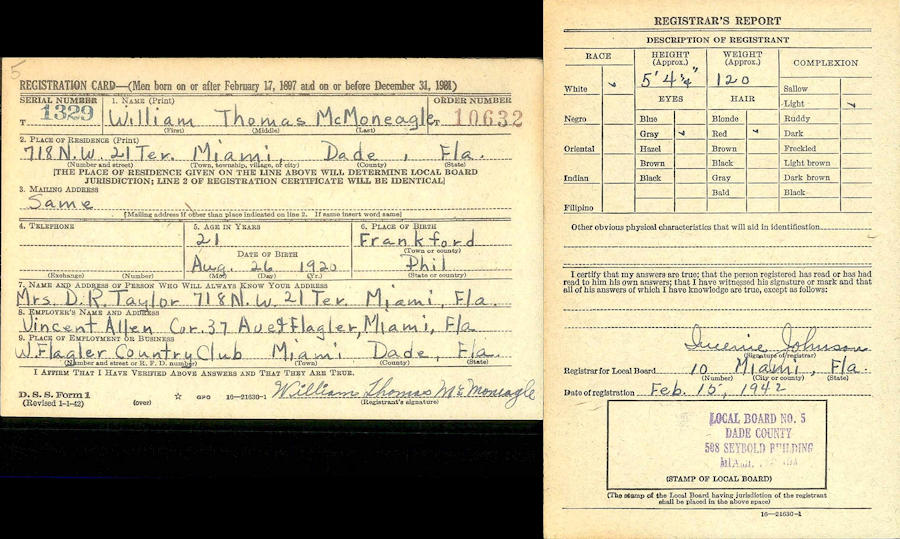 5
REGISTRATION CARD—(Men born on or after February 17, 1897 and on or before December 31, 1921)
SERIAL NUMBER 1. NAME (Print) ORDER NUMBER
T 1329 William Thomas McMoneagle T 10632
(First) (Middle) (Last)
2. PLACE OF RESIDENCE (Print)
718 N.W. 21 Ter. Miami Dade, Fla.
(Number and street) (Town, township, village, or city) (County) (State)
[THE PLACE OF RESIDENCE GIVEN ON THE LINE ABOVE WILL DETERMINE LOCAL BOARD
JURISDICTION; LINE 2 OF REGISTRATION CERTIFICATE WILL BE IDENTICAL]
3. MAILING ADDRESS
Same
[Mailing address if other than place indicated on line 2. If same insert word same]
4. TELEPHONE 5. AGE IN YEARS 6. PLACE OF BIRTH
21 Frankford
DATE OF BIRTH (Town or county)
Aug. 26 1920 Phil
(Exchange) (Number) (Mo.) (Day) (Yr.) (State or country)
7. NAME AND ADDRESS OF PERSON WHO WILL ALWAYS KNOW YOUR ADDRESS
Mrs. D. R. Taylor 718 N. W. 21 Ter. Miami, Fla.
8. EMPLOYER'S NAME AND ADDRESS
Vincent Allen Cor. 37 Ave & Flagler, Miami, Fla
9. PLACE OF EMPLOYMENT OR BUSINESS
W. Flagler Country Club Miami Dade, Fla.
(Number and street or R. F. D. number) (Town) (County) (State)
I AFFIRM THAT I HAVE VERIFIED ABOVE ANSWERS AND THAT THEY ARE TRUE.
D. S. S. Form 1
(Revised 1-1-42) (over) ☆ GPO 16—21630-1 William Thomas McMoneagle
(Registrant's signature)
REGISTRAR'S REPORT
DESCRIPTION OF REGISTRANT
RACE HEIGHT (Approx.) WEIGHT (Approx.) COMPLEXION
White ✓ 5' 4 1/4" 120 Sallow
EYES HAIR Light ✓
Negro Blue Blonde Ruddy
Gray ✓ Red ✓ Dark
Oriental Hazel Brown Freckled
Brown Black Light brown
Indian Black Gray Dark brown
Bald Black
Filipino
Other obvious physical characteristics that will aid in identification
I certify that my answers are true; that the person registered has read or has had
read to him his own answers; that I have witnessed his signature or mark and that
all of his answers of which I have knowledge are true, except as follows:
Johnson
(Signature of registrar)
Registrar for Local Board 10 Miami, Fla.
(Number) (City or county) (State)
Date of registration Feb. 15, 1942
LOCAL BOARD NO. 5
DADE COUNTY
568 SEYBOLD BUILDING
MIAMI,
(STAMP OF LOCAL BOARD)
(The stamp of the Local Board having jurisdiction of the registrant
shall be placed in the above space)
16—21630-1